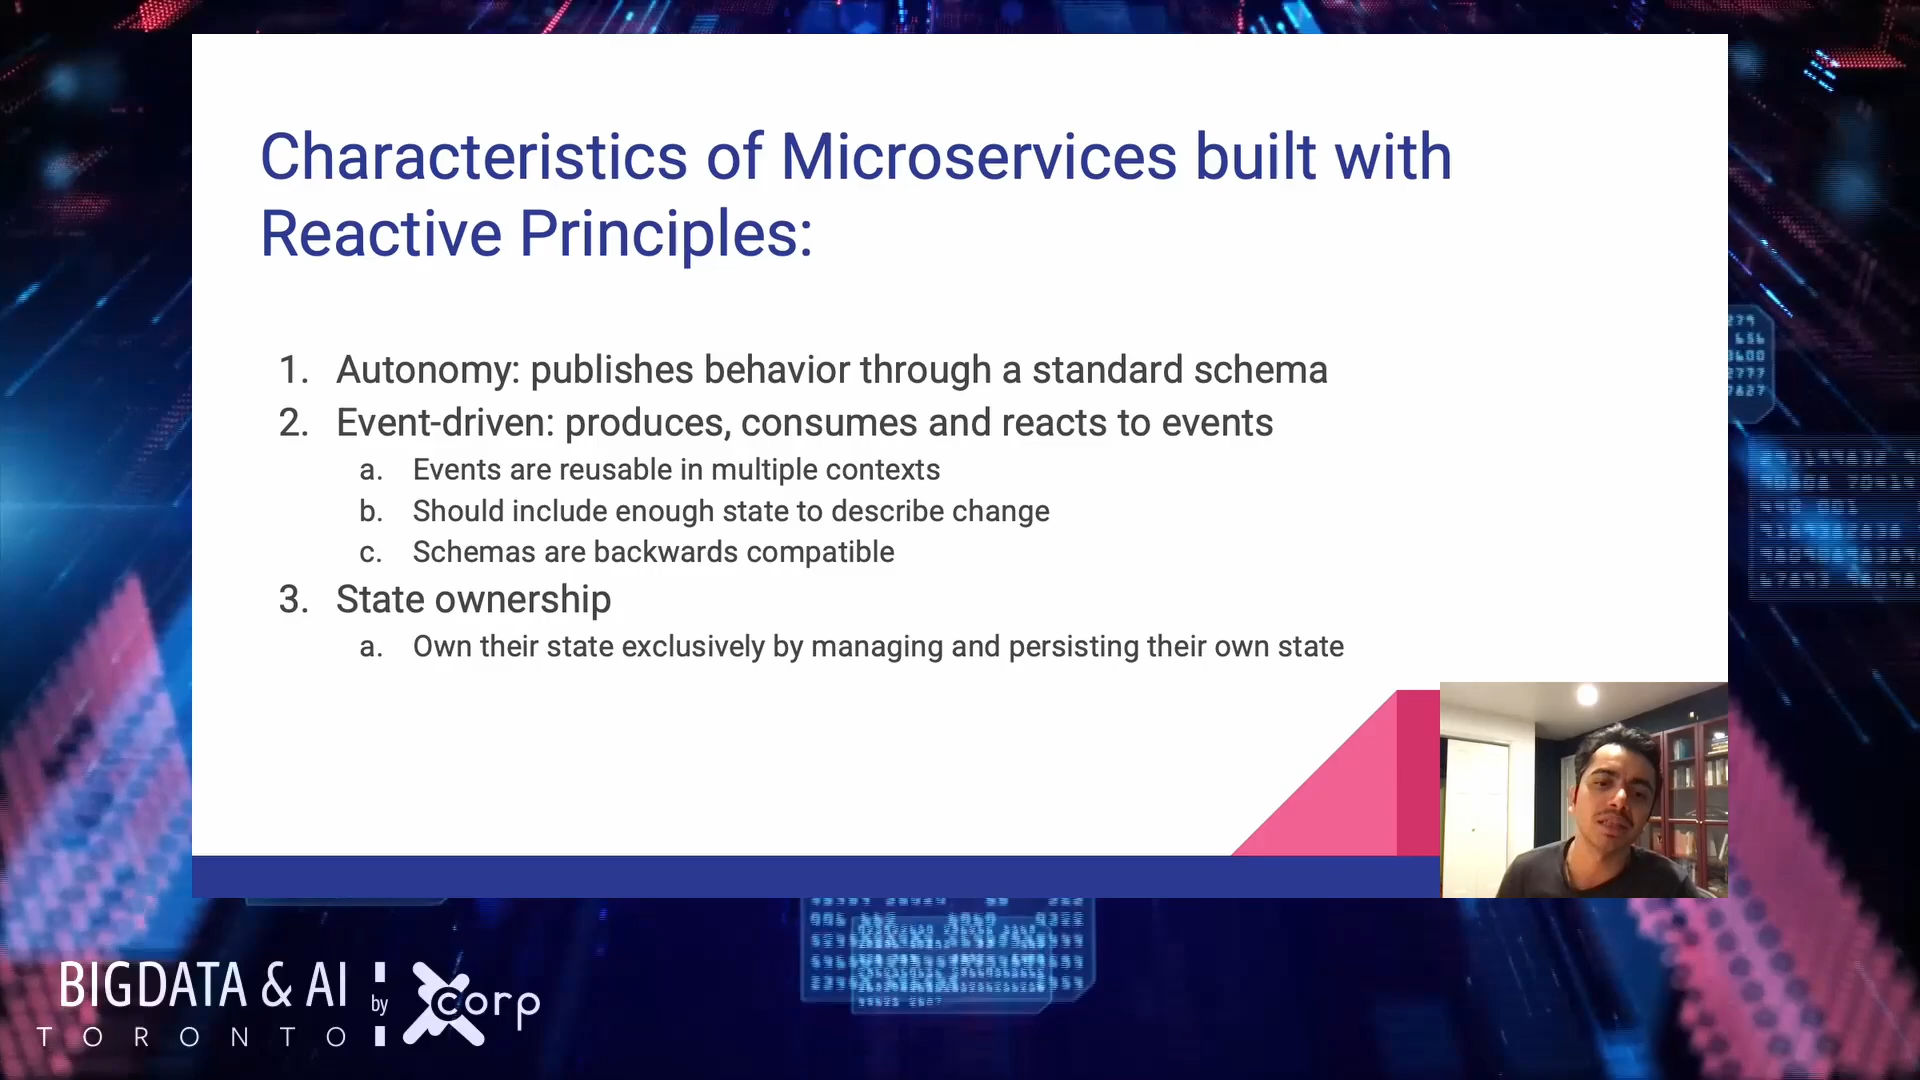 Characteristics of Microservices built with
Reactive Principles:
1. Autonomy: publishes behavior through a standard schema
2. Event-driven: produces, consumes and reacts to events
a. Events are reusable in multiple contexts
b. Should include enough state to describe change
c. Schemas are backwards compatible
3. State ownership
a. Own their state exclusively by managing and persisting their own state
BIGDATA & AI
TORONTO
by
corp